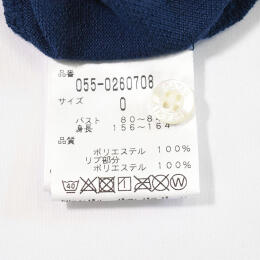 品番
055-0260708
サイズ
0
バスト 80～8
身長 156～164
品質
ポリエステル 100%
リブ部分
ポリエステル 100%
40
W